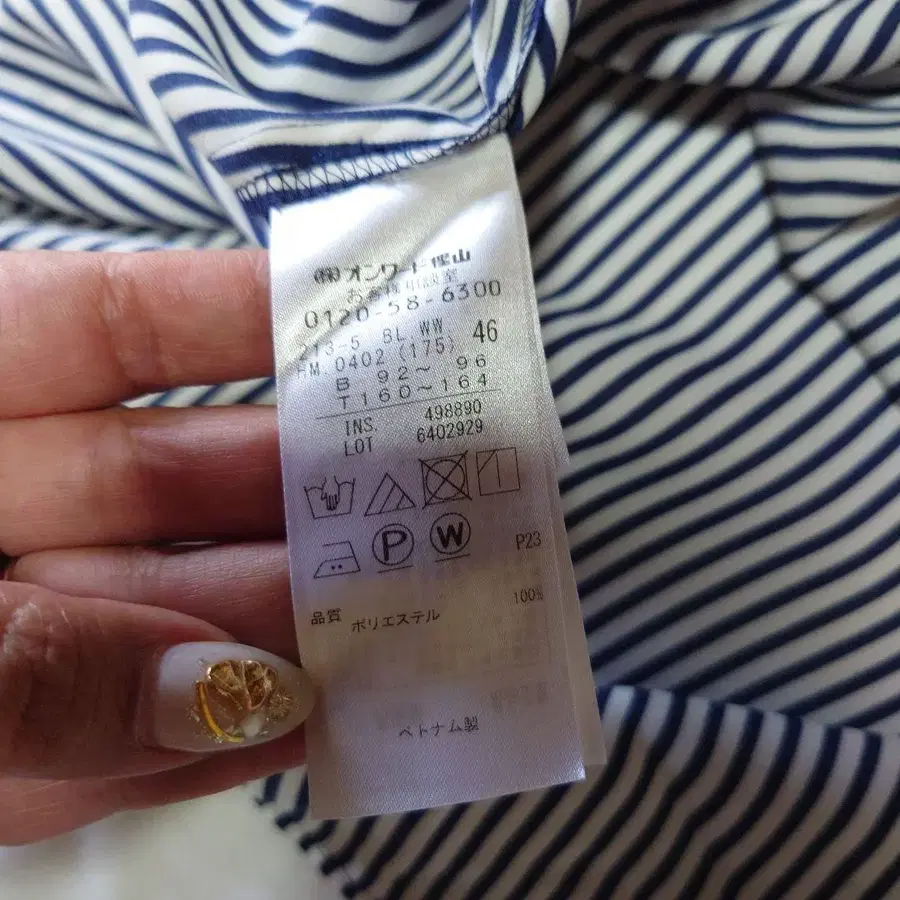 ㈱オンワード樫山
お客様相談室
0120-58-6300
213-5 BL WW 46
HM.0402 (175)
B 92～ 96
T160～164
INS. 498890
LOT 6402929
P W
P23
品質 ポリエステル 100%
ベトナム製